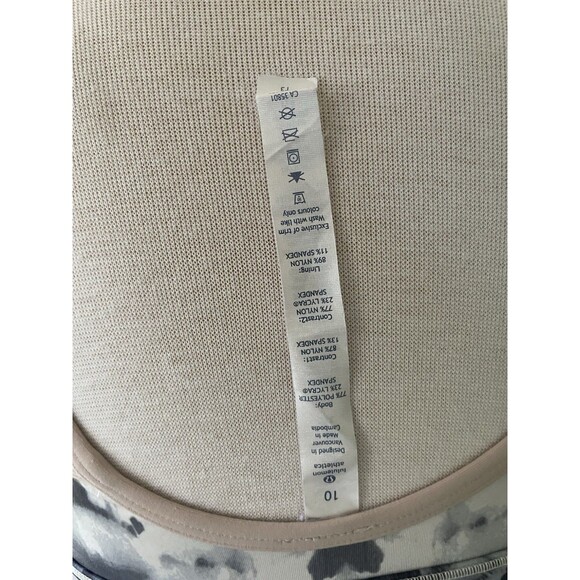 10
lululemon
athletica
Designed in
Vancouver
Made in
Cambodia
Body:
77% POLYESTER
23% LYCRA®
SPANDEX
Contrast1:
87% NYLON
13% SPANDEX
Contrast2:
77% NYLON
23% LYCRA®
SPANDEX
Lining:
89% NYLON
11% SPANDEX
Exclusive of trim
Wash with like
colours only
CA 35801